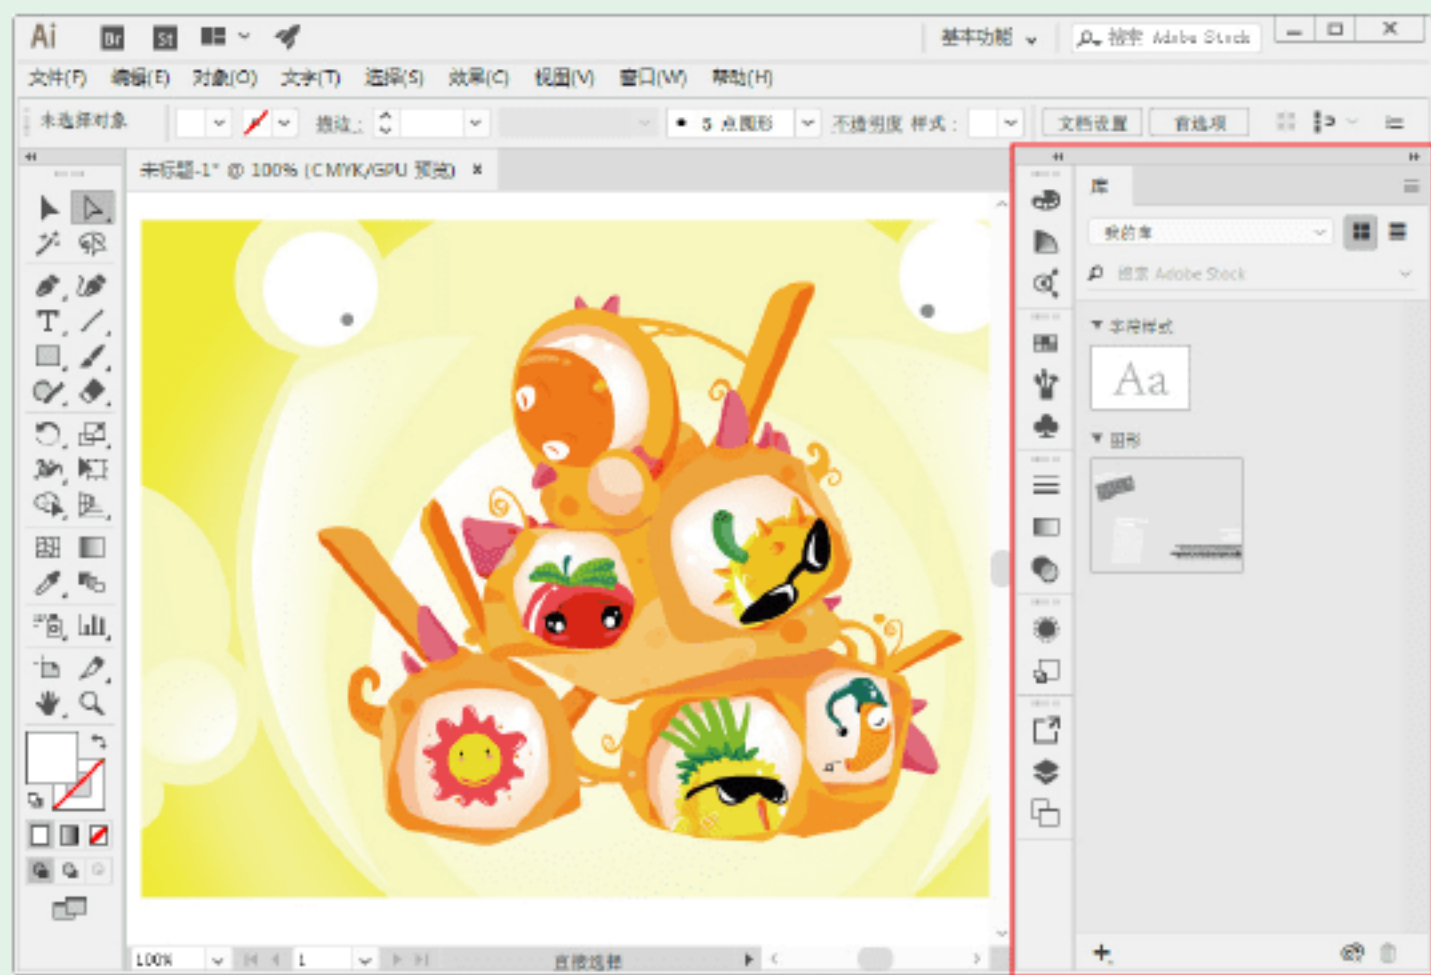 Ai Br St 基本功能 搜索 Adobe Stock
文件(F) 编辑(E) 对象(O) 文字(T) 选择(S) 效果(C) 视图(V) 窗口(W) 帮助(H)
未选择对象 描边: 5 点圆形 不透明度 样式: 文档设置 首选项
未标题-1* @ 100% (CMYK/GPU 预览) ×
库
我的库
搜索 Adobe Stock
字符样式
Aa
图形
100% 1 直接选择